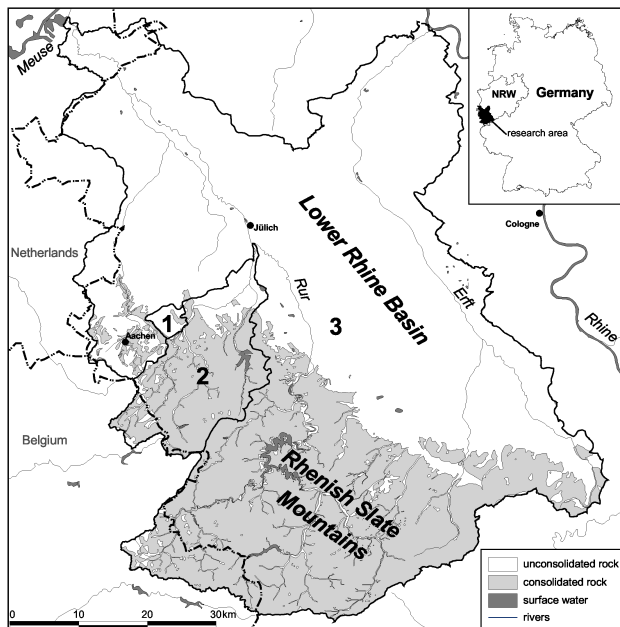 Meuse
NRW
Germany
research area
Cologne
Jülich
Netherlands
Lower Rhine Basin
Rur
Erft
Rhine
1
3
Aachen
2
Belgium
Rhenish Slate
Mountains
unconsolidated rock
consolidated rock
surface water
rivers
0 10 20 30km